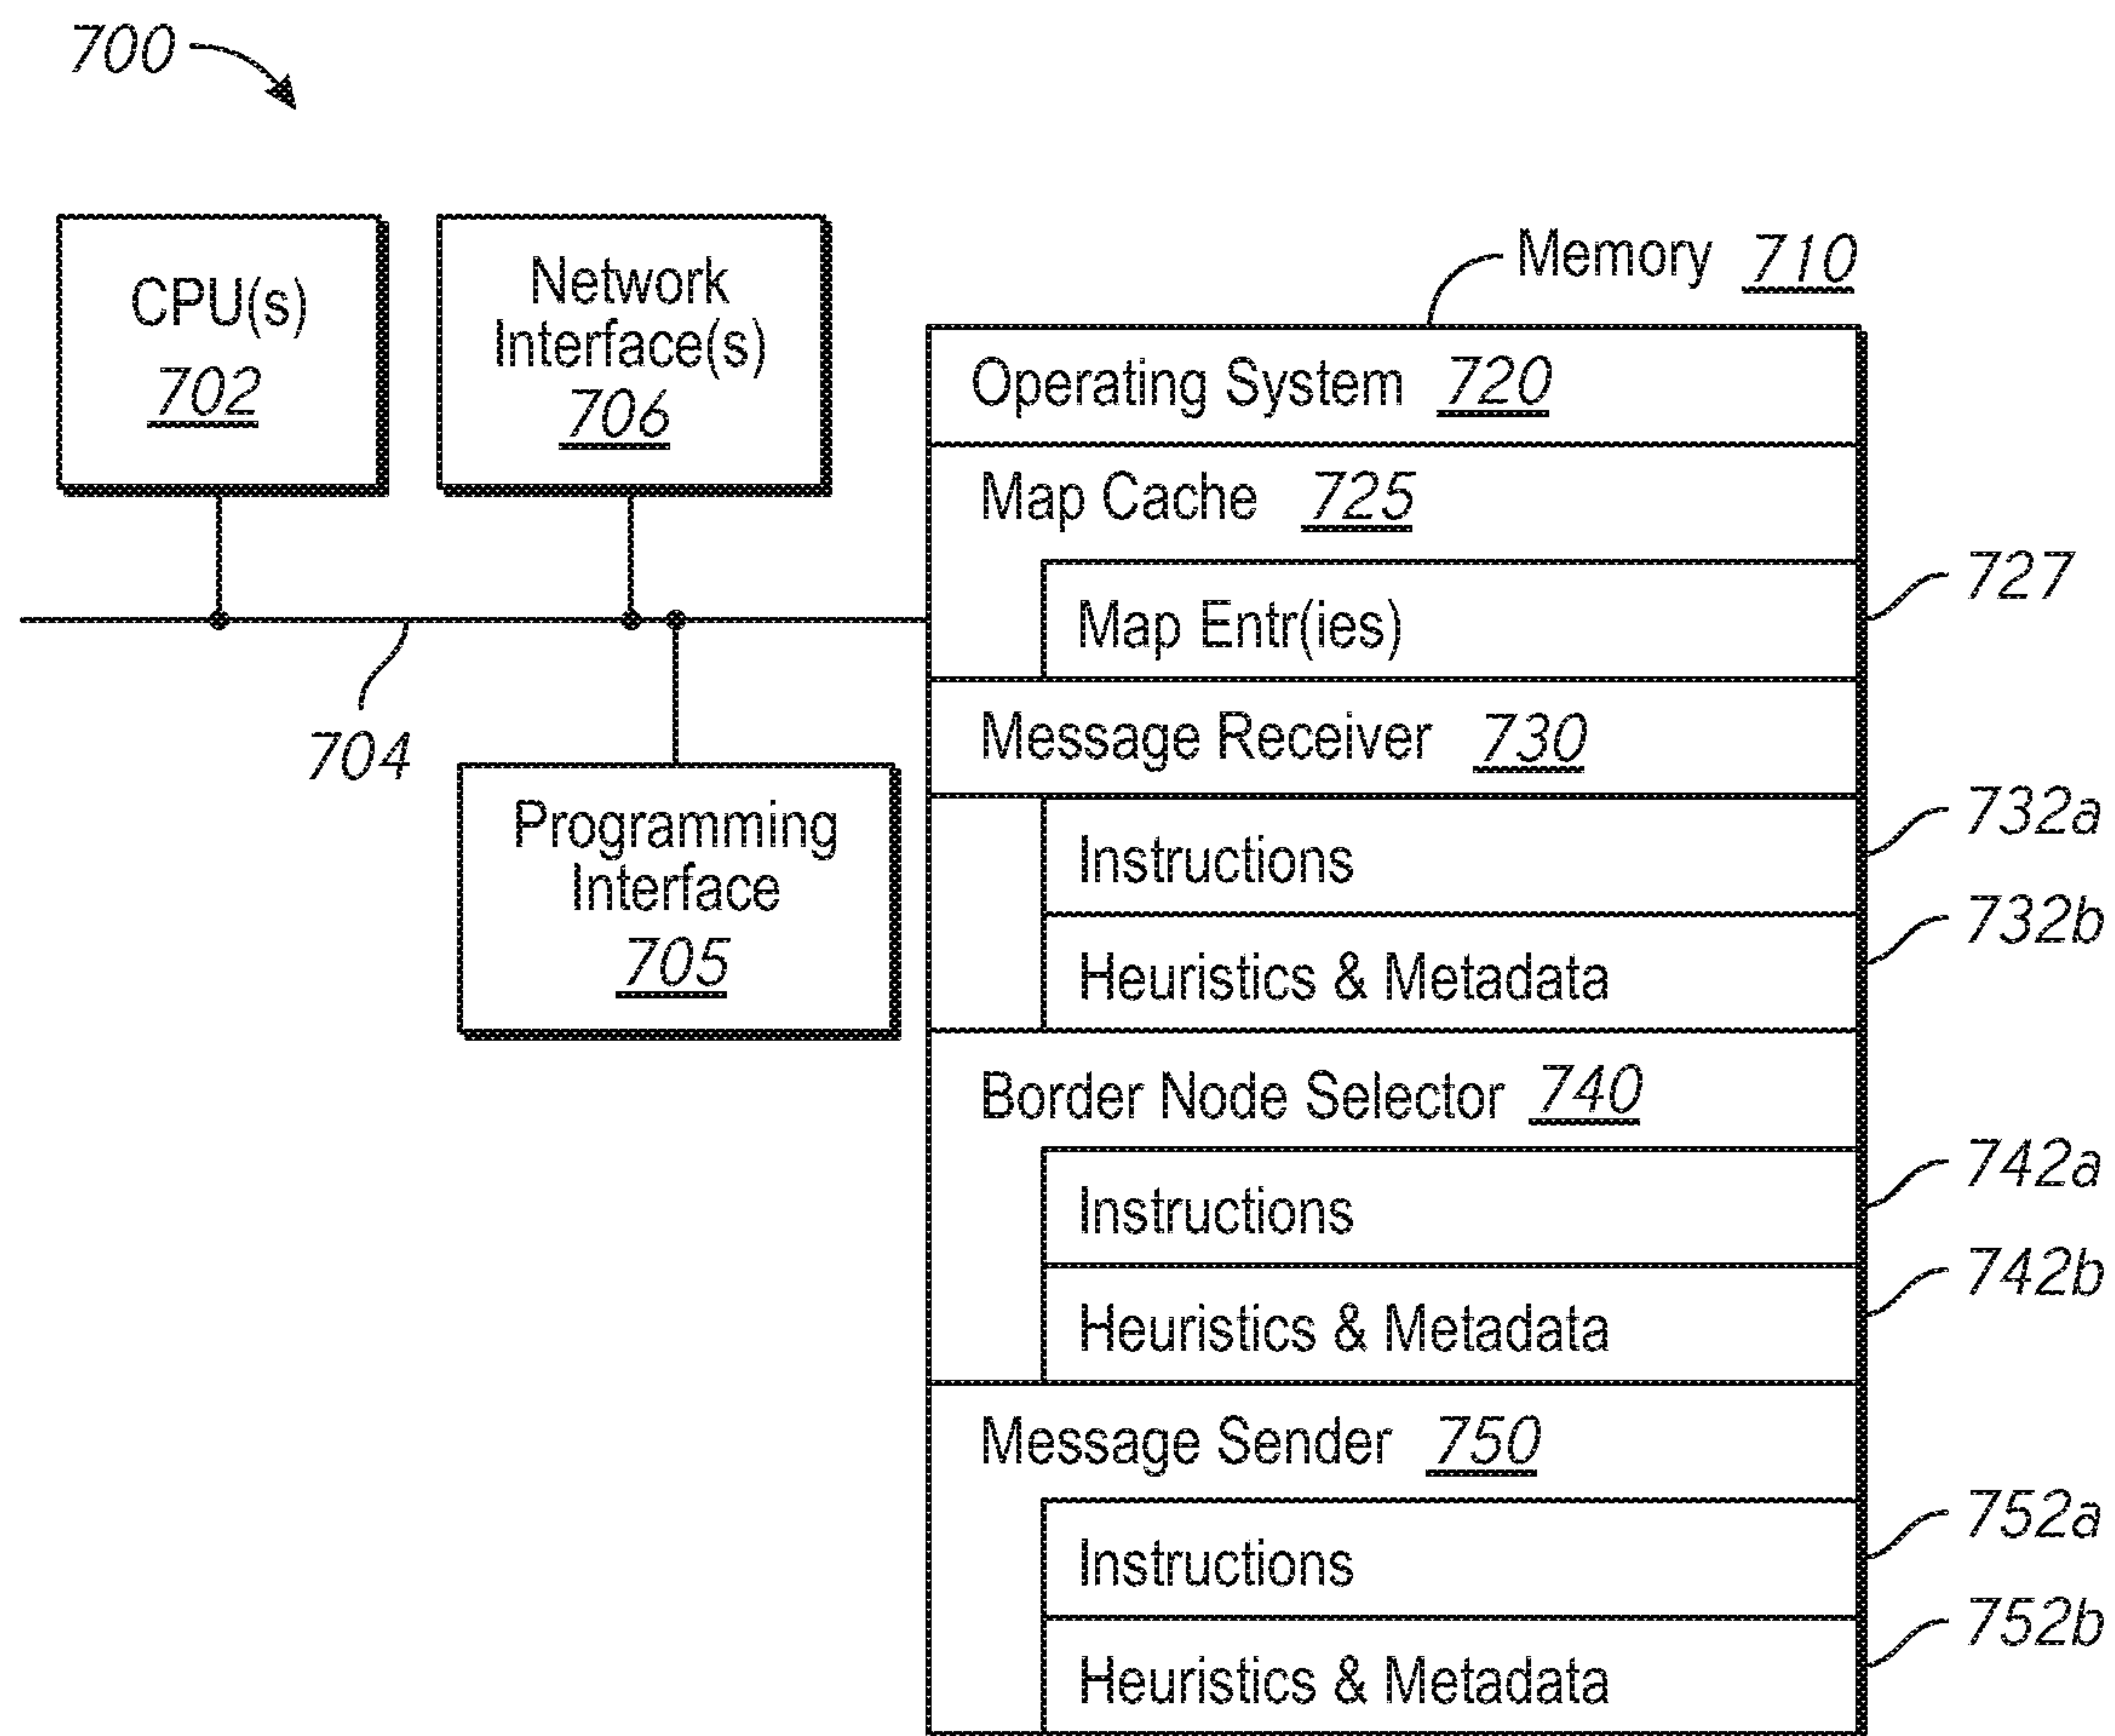 700
CPU(s)
702
Network
Interface(s)
706
Memory 710
Operating System 720
Map Cache 725
Map Entr(ies)
727
704
Programming
Interface
705
Message Receiver 730
Instructions
732a
Heuristics & Metadata
732b
Border Node Selector 740
Instructions
742a
Heuristics & Metadata
742b
Message Sender 750
Instructions
752a
Heuristics & Metadata
752b